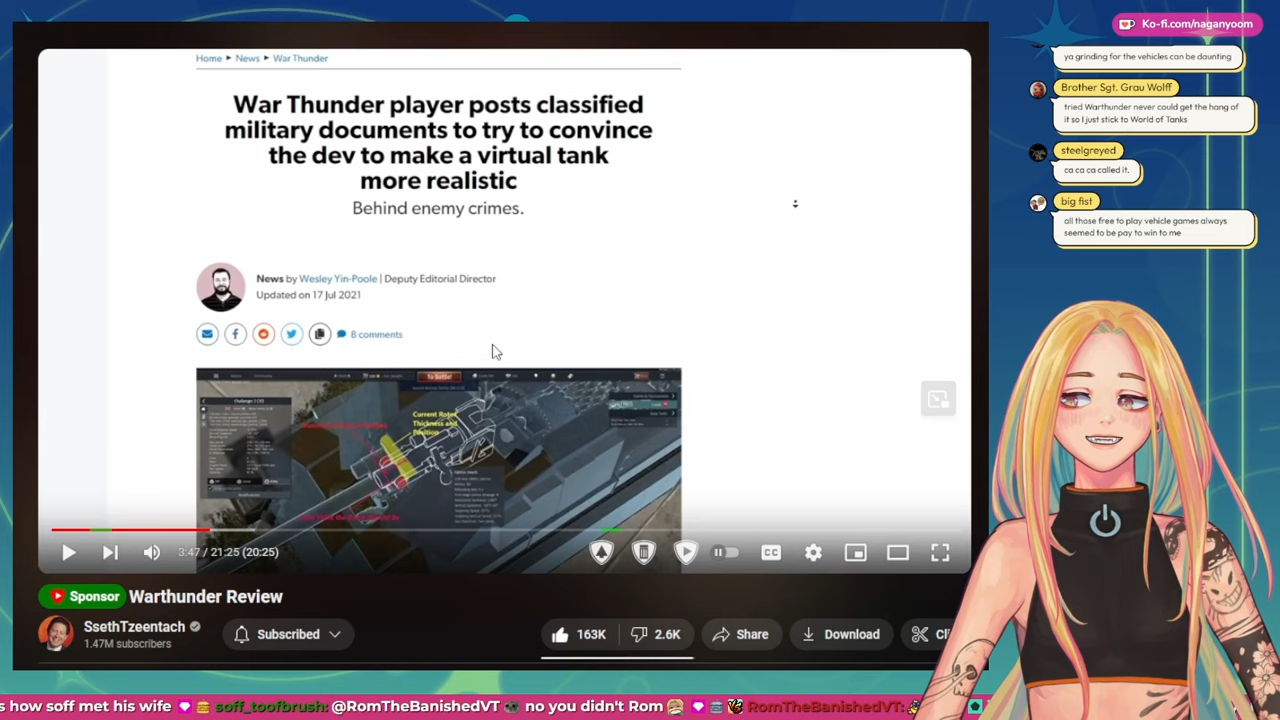 Home ▸ News ▸ War Thunder
War Thunder player posts classified
military documents to try to convince
the dev to make a virtual tank
more realistic
Behind enemy crimes.
News by Wesley Yin-Poole | Deputy Editorial Director
Updated on 17 Jul 2021
8 comments
To Battle!
Current Rotor
Thickness and
Position
3:47 / 21:25 (20:25)
CC
Sponsor Warthunder Review
SsethTzeentach
1.47M subscribers
Subscribed
163K
2.6K
Share
Download
Cli
Ko-fi.com/naganyoom
ya grinding for the vehicles can be daunting
Brother Sgt. Grau Wolff
tried Warthunder never could get the hang of
it so I just stick to World of Tanks
steelgreyed
ca ca ca called it.
big fist
all those free to play vehicle games always
seemed to be pay to win to me
s how soff met his wife soff_toofbrush: @RomTheBanishedVT no you didn't Rom RomTheBanishedVT: